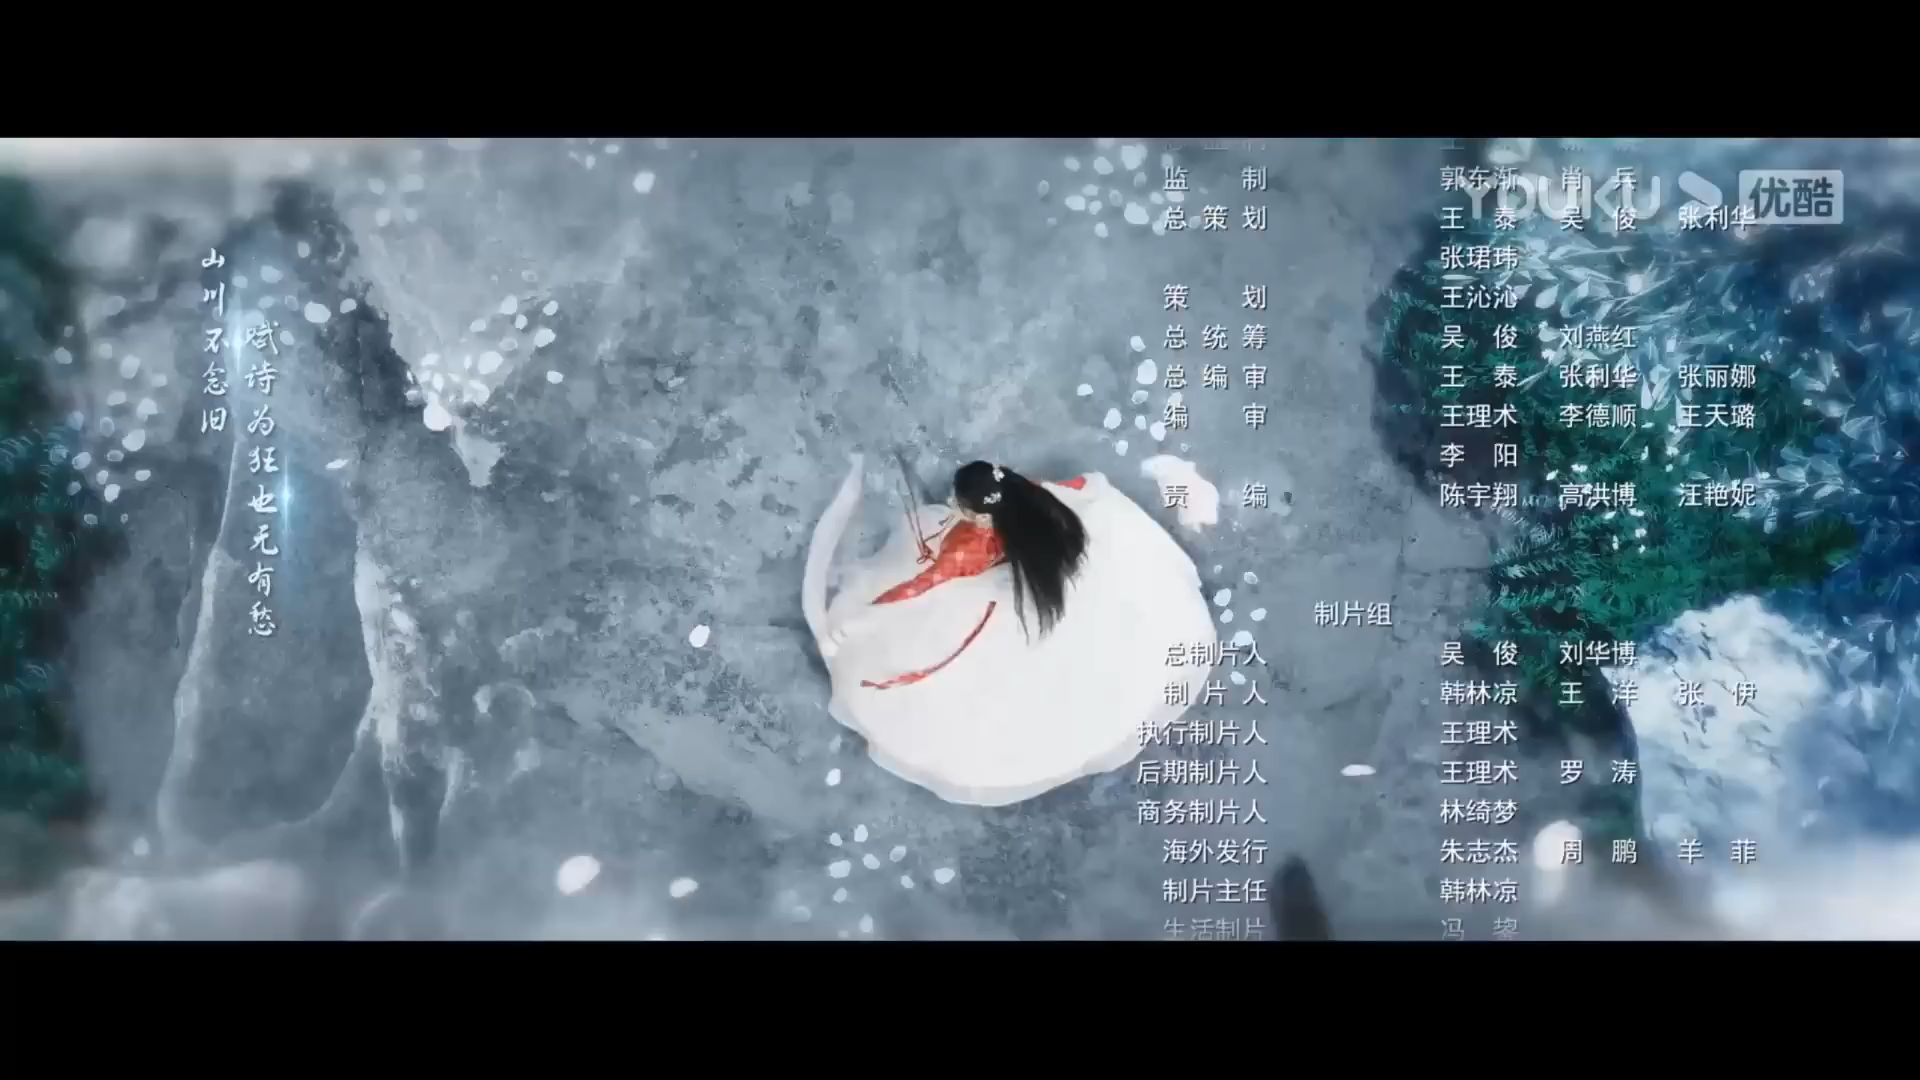 山川不念旧
赋诗为狂也无有愁
YOUKU 优酷
监制 郭东渐 肖兵
总策划 王泰 吴俊 张利华
张珺玮
策划 王沁沁
总统筹 吴俊 刘燕红
总编审 王泰 张利华 张丽娜
编审 王理术 李德顺 王天璐
李阳
责编 陈宇翔 高洪博 汪艳妮
制片组
总制片人 吴俊 刘华博
制片人 韩林凉 王洋 张伊
执行制片人 王理术
后期制片人 王理术 罗涛
商务制片人 林绮梦
海外发行 朱志杰 周鹏 羊菲
制片主任 韩林凉
生活制片 冯